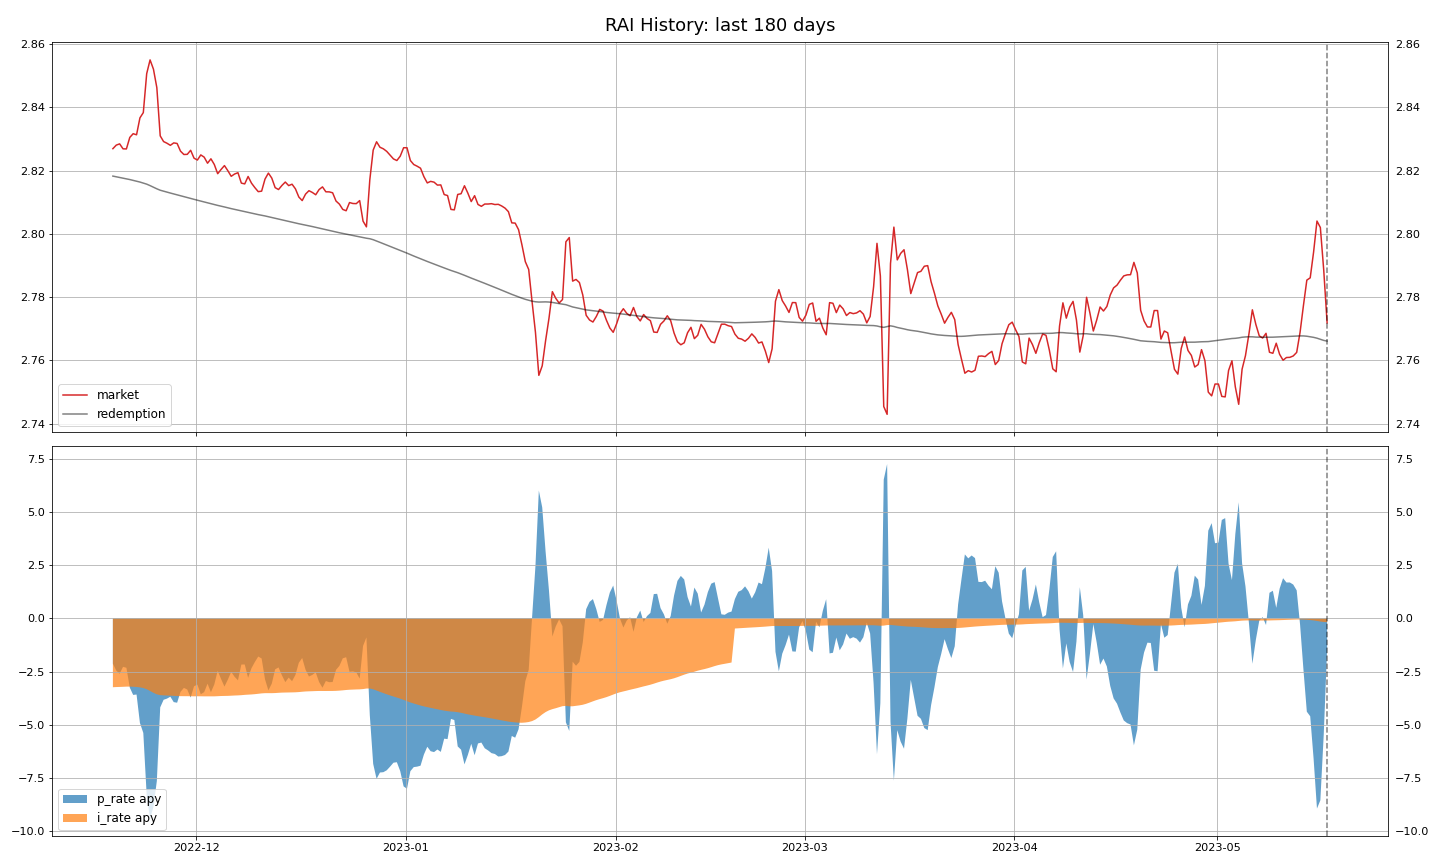 RAI History: last 180 days
2.86 2.86
2.84 2.84
2.82 2.82
2.80 2.80
2.78 2.78
2.76 2.76
market
redemption
2.74 2.74
7.5 7.5
5.0 5.0
2.5 2.5
0.0 0.0
−2.5 −2.5
−5.0 −5.0
−7.5 −7.5
p_rate apy
i_rate apy
−10.0 −10.0
2022-12 2023-01 2023-02 2023-03 2023-04 2023-05